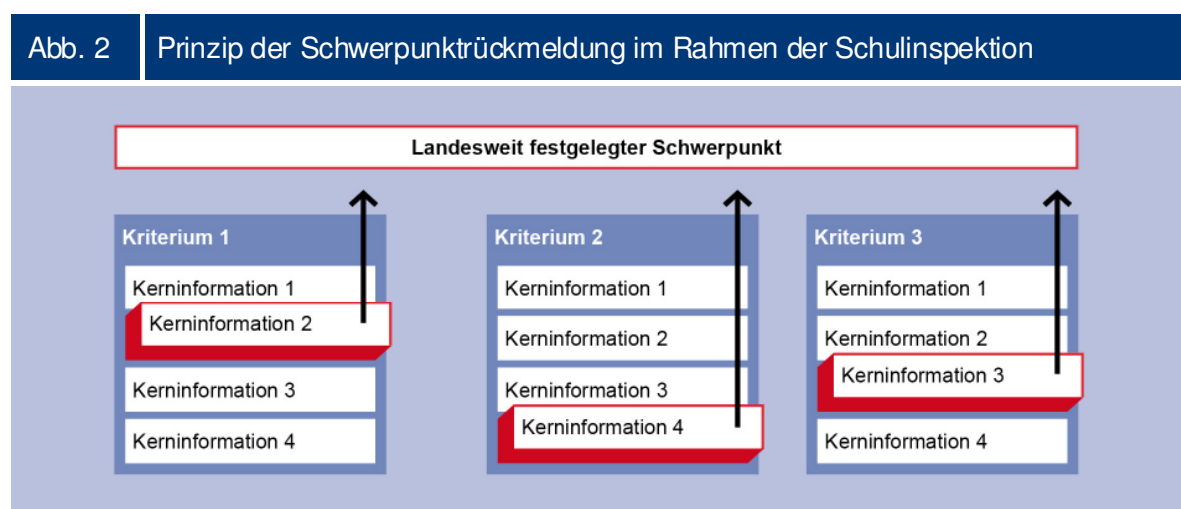 Abb. 2
Prinzip der Schwerpunktrückmeldung im Rahmen der Schulinspektion
Landesweit festgelegter Schwerpunkt
Kriterium 1
Kerninformation 1
Kerninformation 2
Kerninformation 3
Kerninformation 4
Kriterium 2
Kerninformation 1
Kerninformation 2
Kerninformation 3
Kerninformation 4
Kriterium 3
Kerninformation 1
Kerninformation 2
Kerninformation 3
Kerninformation 4